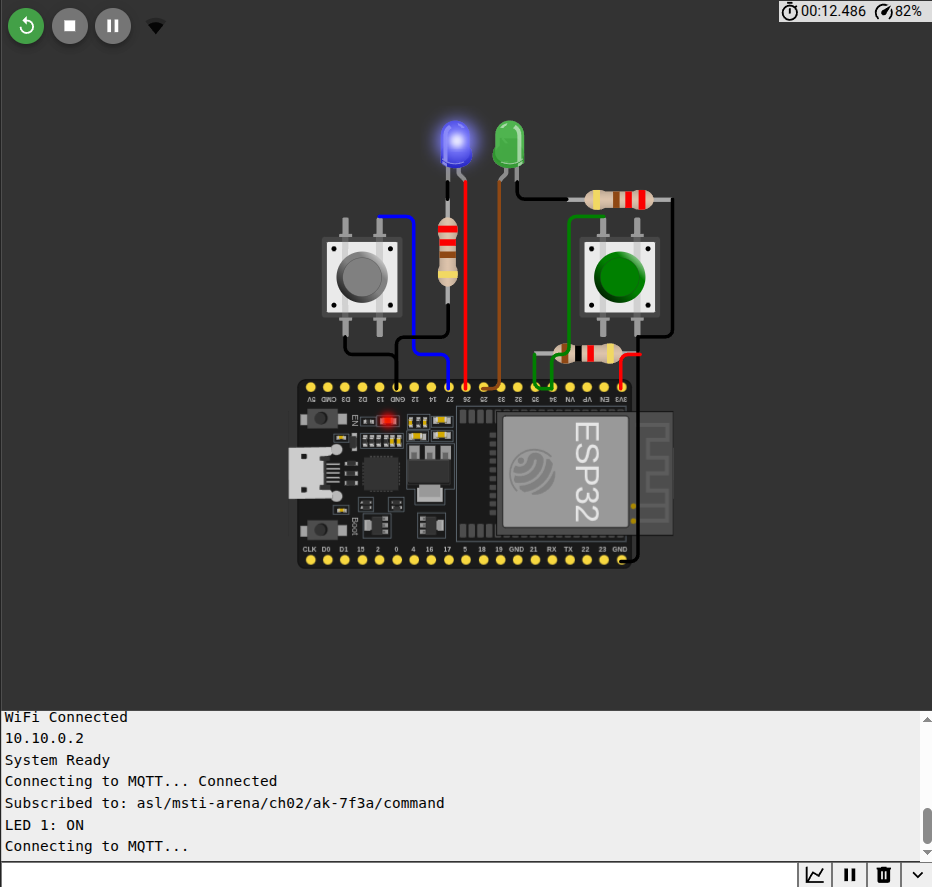 00:12.486 82%
5V CMD D3 D2 13 GND 12 14 27 26 25 33 32 35 34 VN VP EN 3V3
EN
ESP32
Boot
CLK D0 D1 15 2 0 4 16 17 5 18 19 GND 21 RX TX 22 23 GND
WiFi Connected
10.10.0.2
System Ready
Connecting to MQTT... Connected
Subscribed to: asl/msti-arena/ch02/ak-7f3a/command
LED 1: ON
Connecting to MQTT...